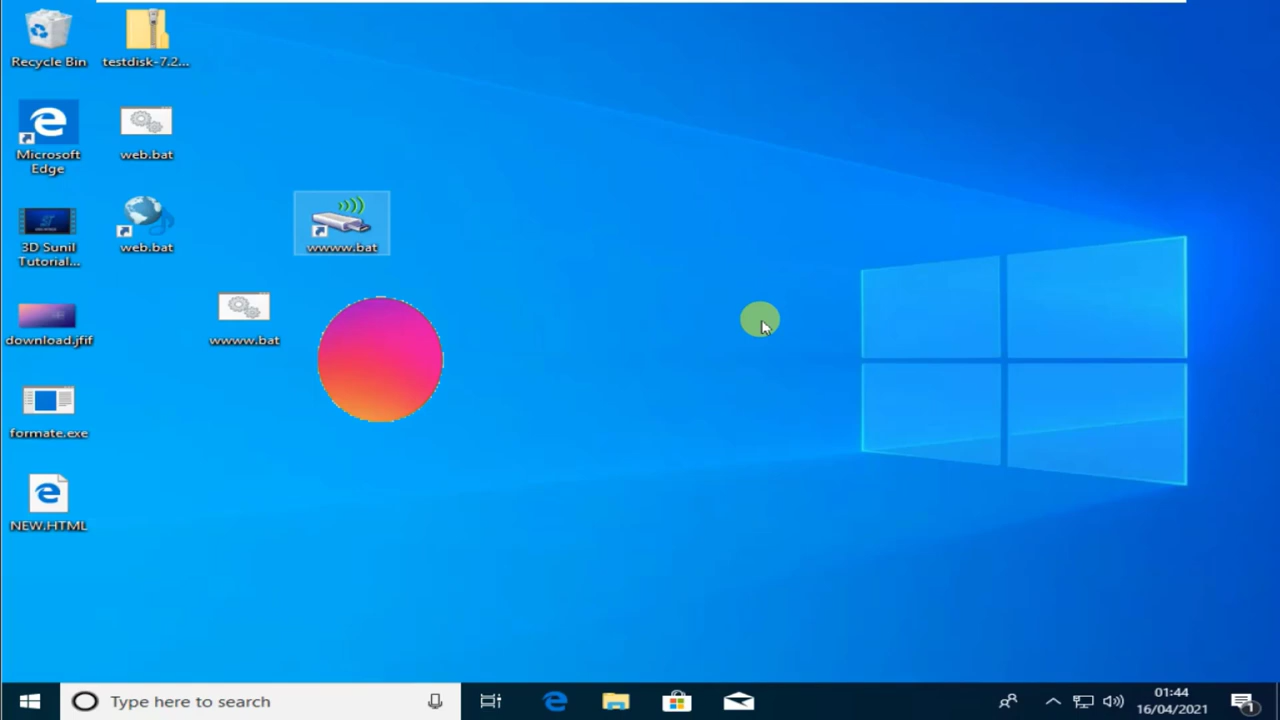 Recycle Bin
testdisk-7.2...
Microsoft
Edge
web.bat
3D Sunil
Tutorial...
web.bat
wwww.bat
download.jfif
wwww.bat
formate.exe
NEW.HTML
Type here to search
01:44
16/04/2021
1